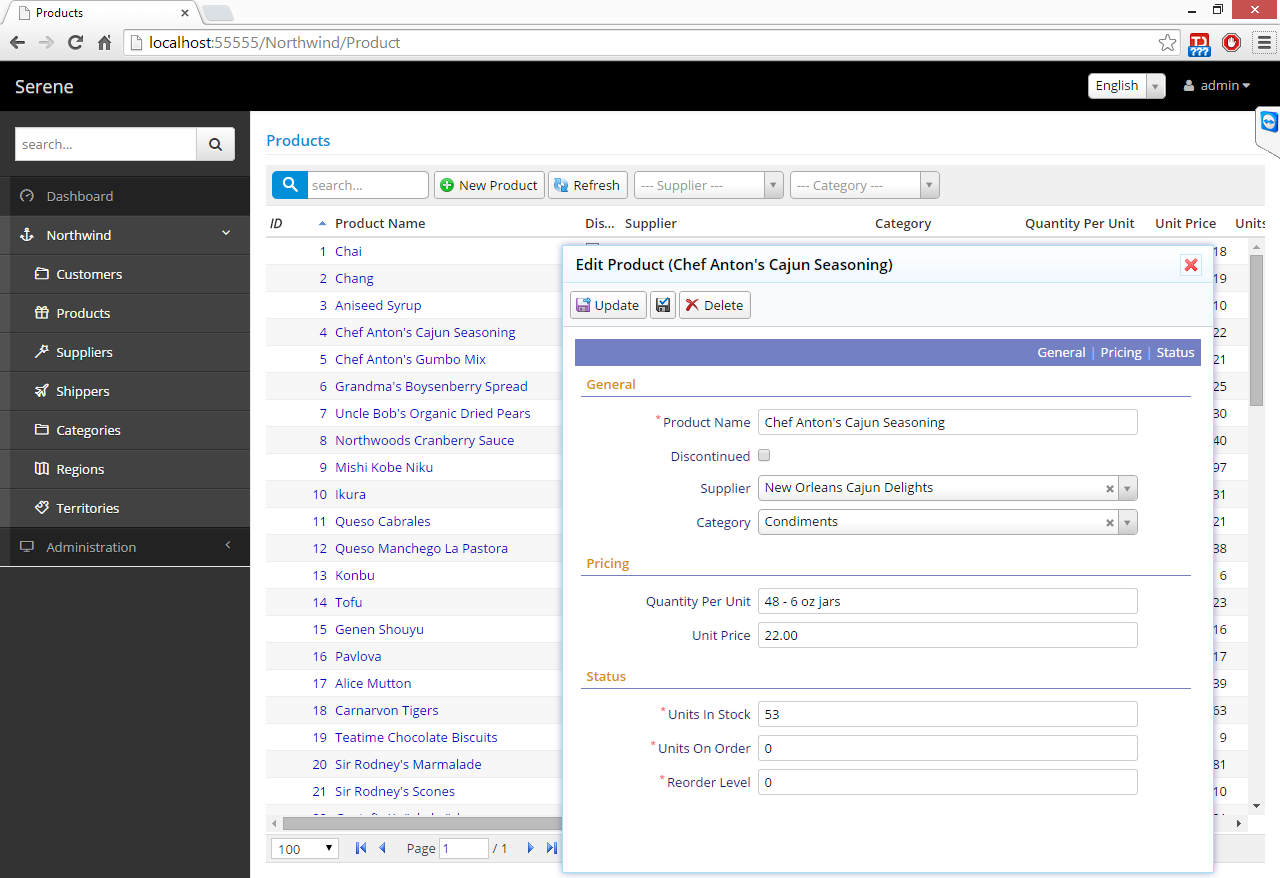 Products
localhost:55555/Northwind/Product
TJ
???
Serene
English
admin
search...
Dashboard
Northwind
Customers
Products
Suppliers
Shippers
Categories
Regions
Territories
Administration
Products
search...
New Product
Refresh
--- Supplier ---
--- Category ---
ID Product Name Dis... Supplier Category Quantity Per Unit Unit Price Units
1 Chai 18
2 Chang 19
3 Aniseed Syrup 10
4 Chef Anton's Cajun Seasoning 22
5 Chef Anton's Gumbo Mix 21
6 Grandma's Boysenberry Spread 25
7 Uncle Bob's Organic Dried Pears 30
8 Northwoods Cranberry Sauce 40
9 Mishi Kobe Niku 97
10 Ikura 31
11 Queso Cabrales 21
12 Queso Manchego La Pastora 38
13 Konbu 6
14 Tofu 23
15 Genen Shouyu 16
16 Pavlova 17
17 Alice Mutton 39
18 Carnarvon Tigers 63
19 Teatime Chocolate Biscuits 9
20 Sir Rodney's Marmalade 81
21 Sir Rodney's Scones 10
100
Page 1 / 1
Edit Product (Chef Anton's Cajun Seasoning)
Update
Delete
General | Pricing | Status
General
*Product Name Chef Anton's Cajun Seasoning
Discontinued
Supplier New Orleans Cajun Delights
Category Condiments
Pricing
Quantity Per Unit 48 - 6 oz jars
Unit Price 22.00
Status
*Units In Stock 53
*Units On Order 0
*Reorder Level 0